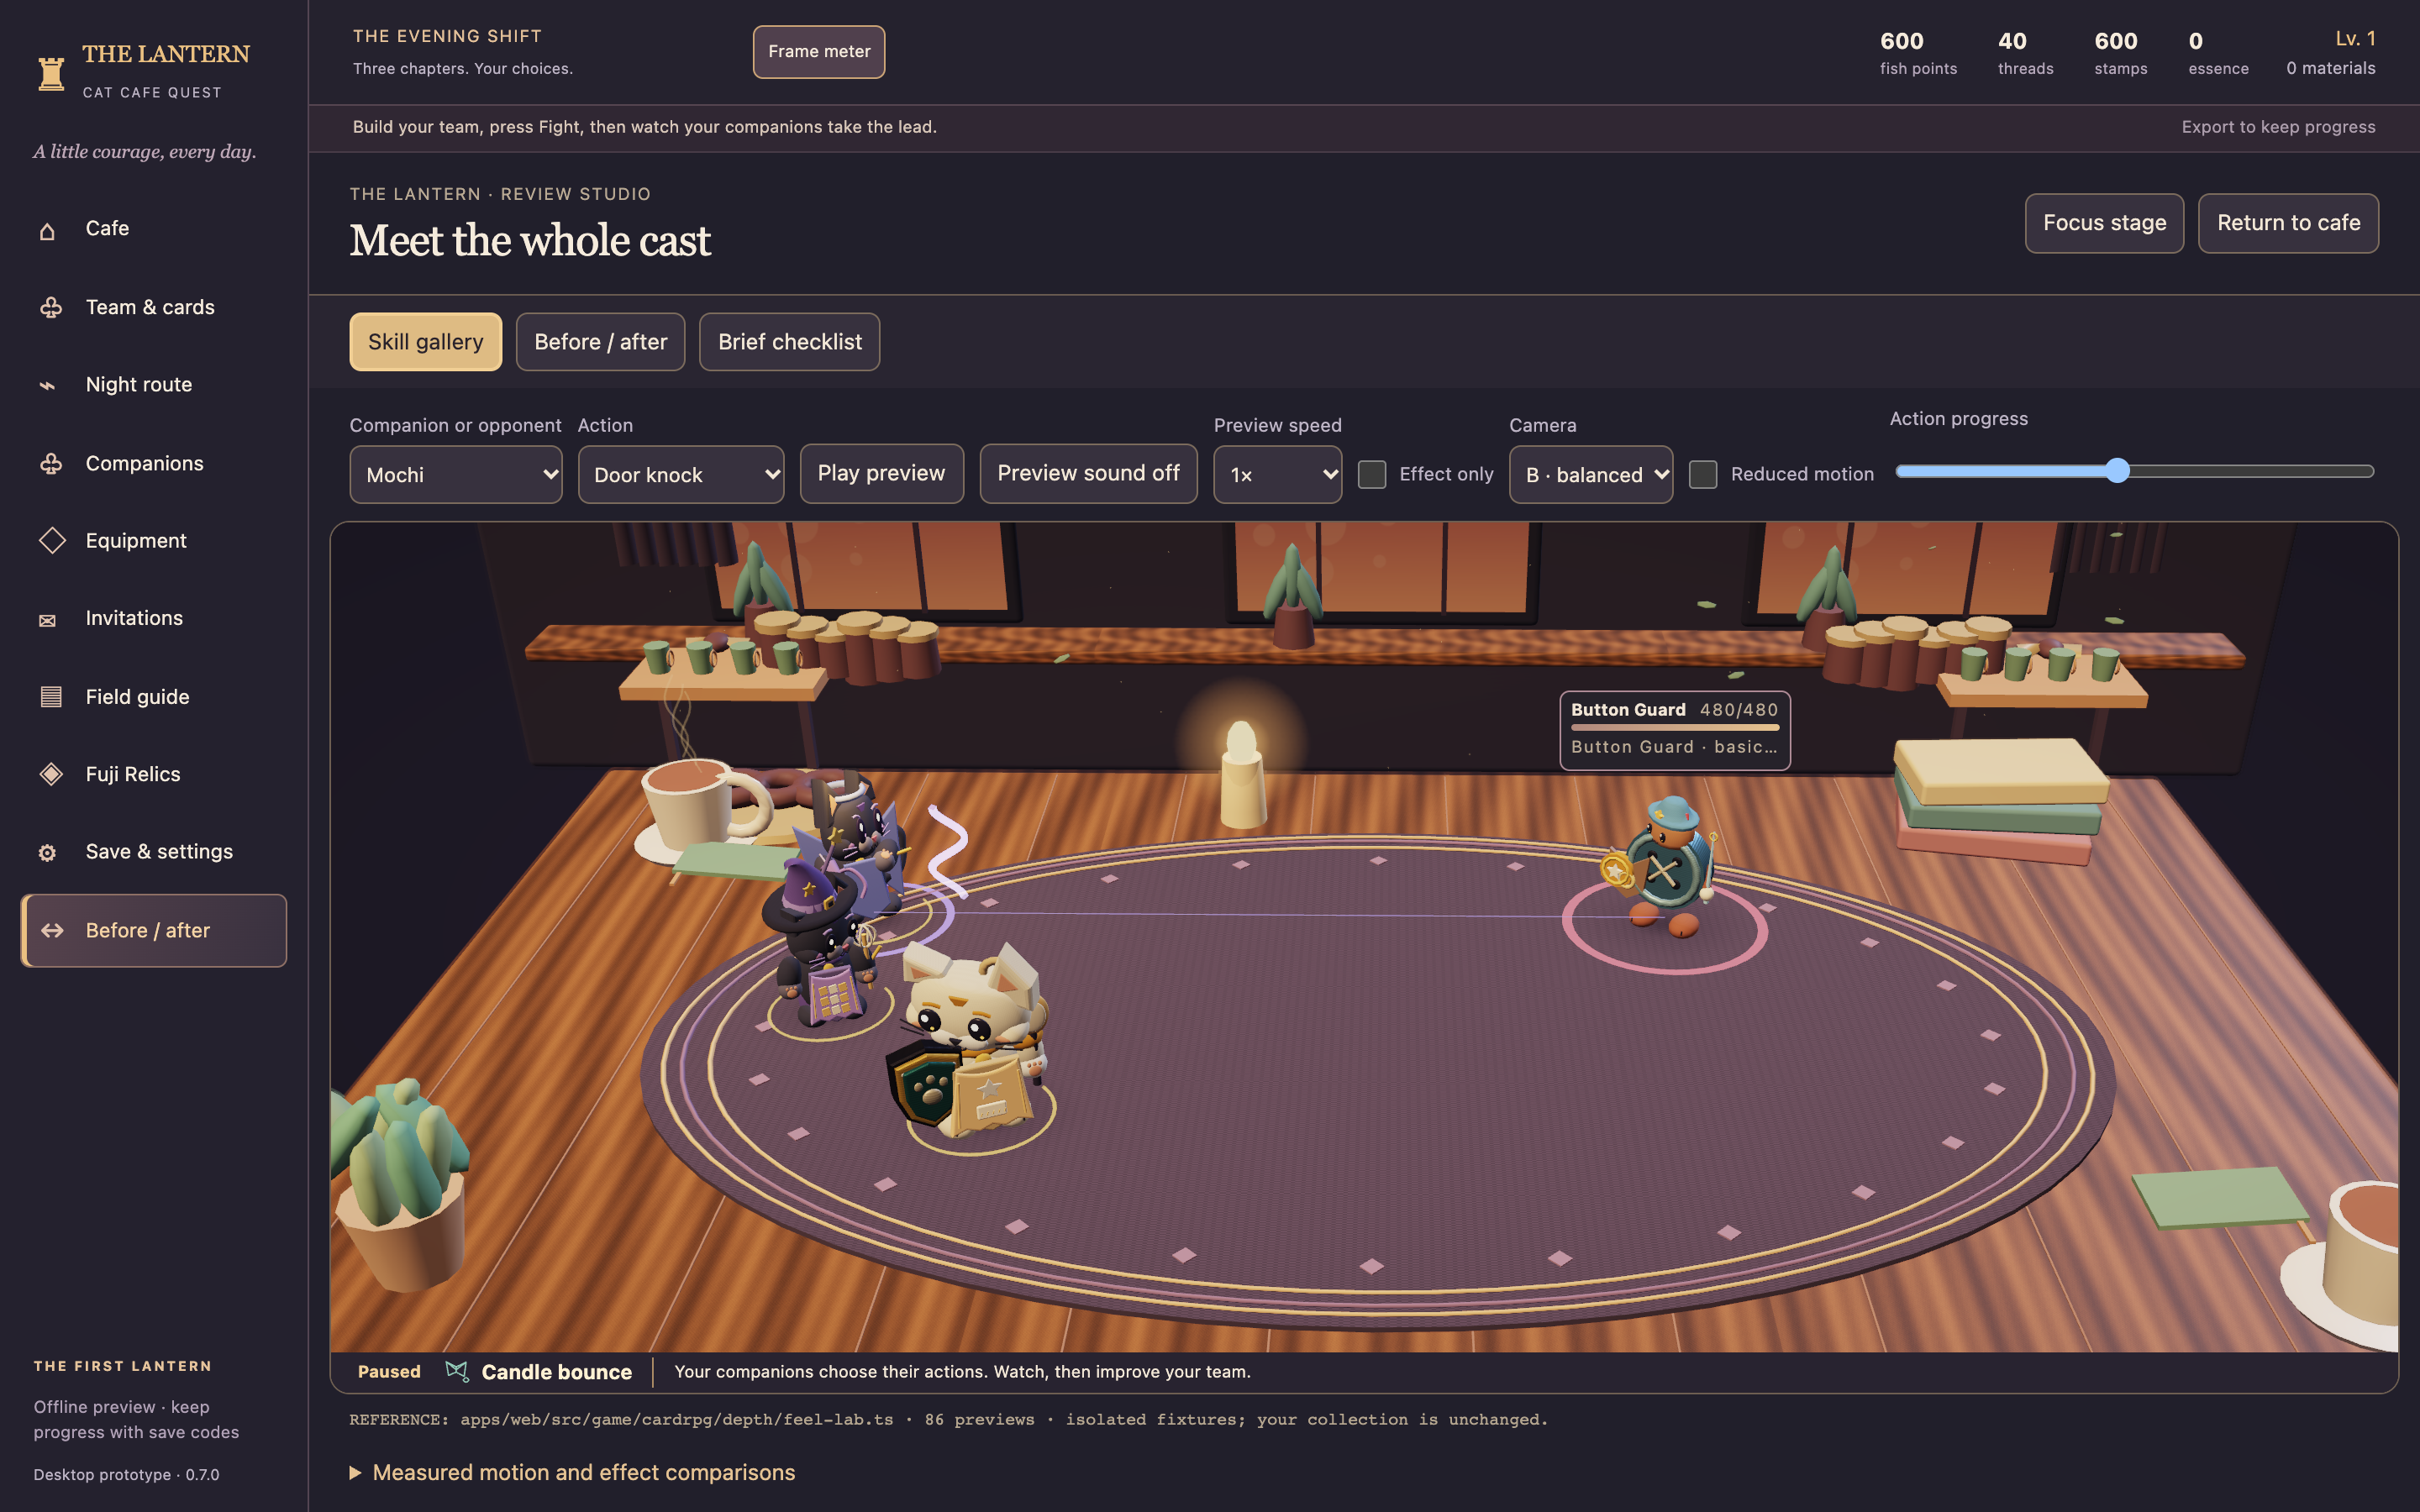 THE LANTERN
CAT CAFE QUEST
A little courage, every day.
Cafe
Team & cards
Night route
Companions
Equipment
Invitations
Field guide
Fuji Relics
Save & settings
Before / after
THE FIRST LANTERN
Offline preview · keep
progress with save codes
Desktop prototype · 0.7.0
THE EVENING SHIFT
Three chapters. Your choices.
Frame meter
600 fish points
40 threads
600 stamps
0 essence
Lv. 1
0 materials
Build your team, press Fight, then watch your companions take the lead.
Export to keep progress
THE LANTERN · REVIEW STUDIO
Meet the whole cast
Focus stage
Return to cafe
Skill gallery
Before / after
Brief checklist
Companion or opponent
Mochi
Action
Door knock
Play preview
Preview sound off
Preview speed
1×
Effect only
Camera
B · balanced
Reduced motion
Action progress
Button Guard 480/480
Button Guard · basic…
Paused
Candle bounce
Your companions choose their actions. Watch, then improve your team.
REFERENCE: apps/web/src/game/cardrpg/depth/feel-lab.ts · 86 previews · isolated fixtures; your collection is unchanged.
Measured motion and effect comparisons